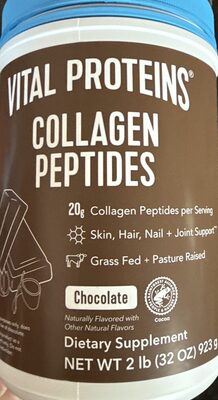 VITAL PROTEINS®
COLLAGEN
PEPTIDES
20g Collagen Peptides per Serving
Skin, Hair, Nail + Joint Support
Grass Fed + Pasture Raised
Chocolate
Naturally Flavored with
Other Natural Flavors
Cocoa
Dietary Supplement
NET WT 2 lb (32 OZ) 923 g